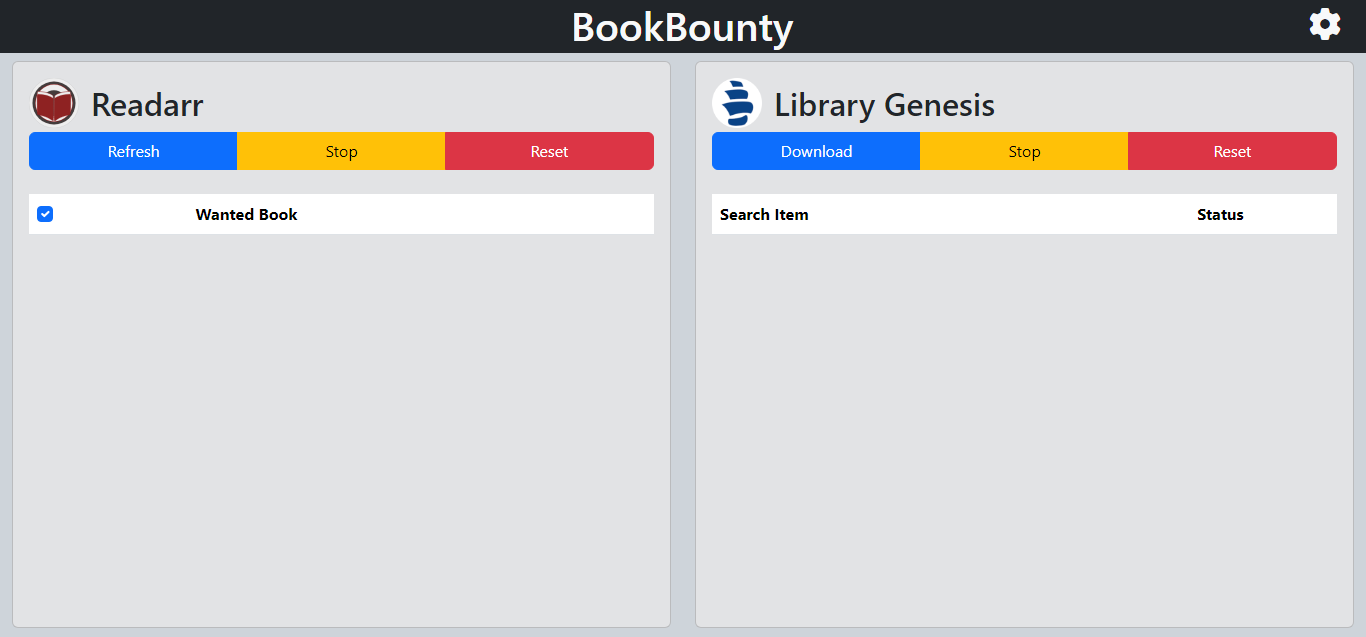 BookBounty
Readarr
Refresh Stop Reset
Wanted Book
Library Genesis
Download Stop Reset
Search Item Status